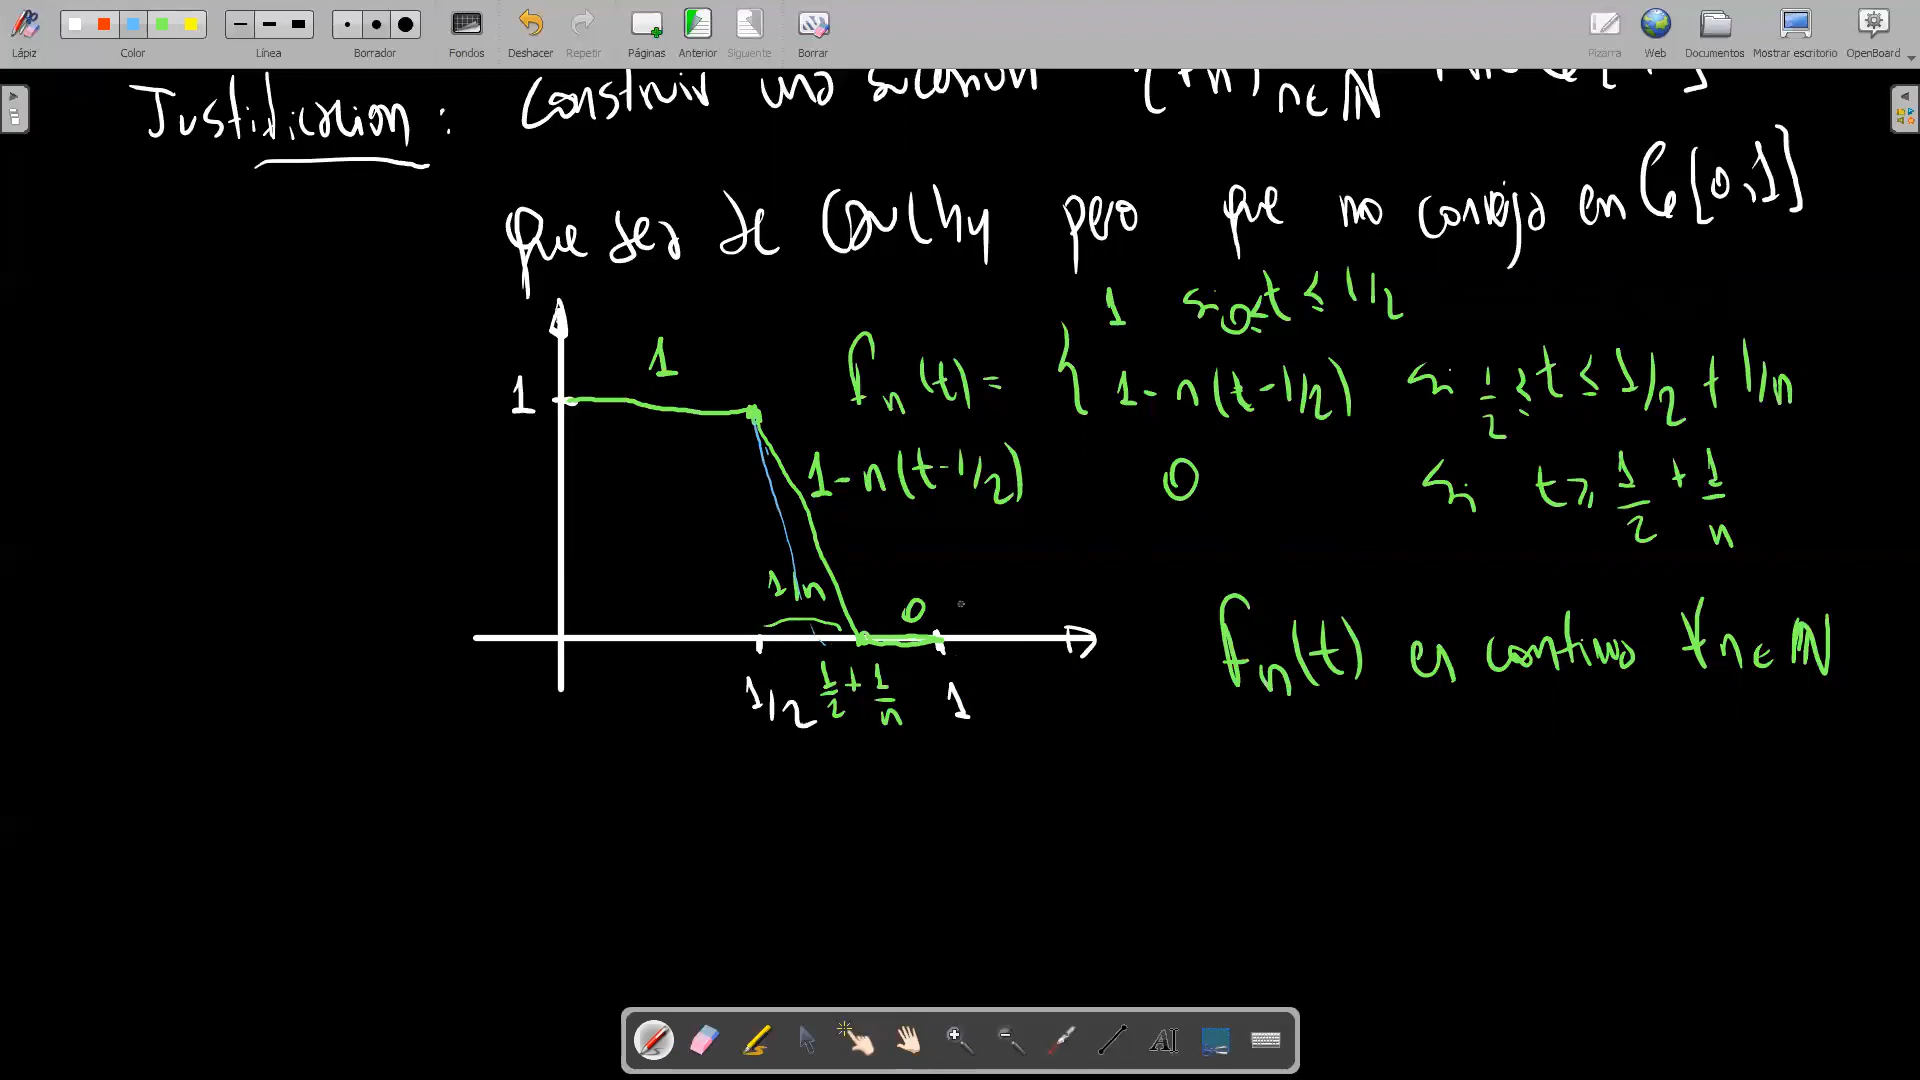 Lápiz Color Línea Borrador Fondos Deshacer Repetir Páginas Anterior Siguiente Borrar Pizarra Web Documentos Mostrar escritorio OpenBoard
Justificacion: Construir una sucesion {fn}n∈ℕ
que sea de Cauchy pero que no converja en C[0,1]
1 si 0≤t ≤ 1/2
fn(t) = { 1-n(t-1/2) si 1/2 ≤ t ≤ 1/2 + 1/n
0 si t ≥ 1/2 + 1/n
1
1
1-n(t-1/2)
1/n
0
1/2
1/2 + 1/n
1
fn(t) es continua ∀n∈ℕ